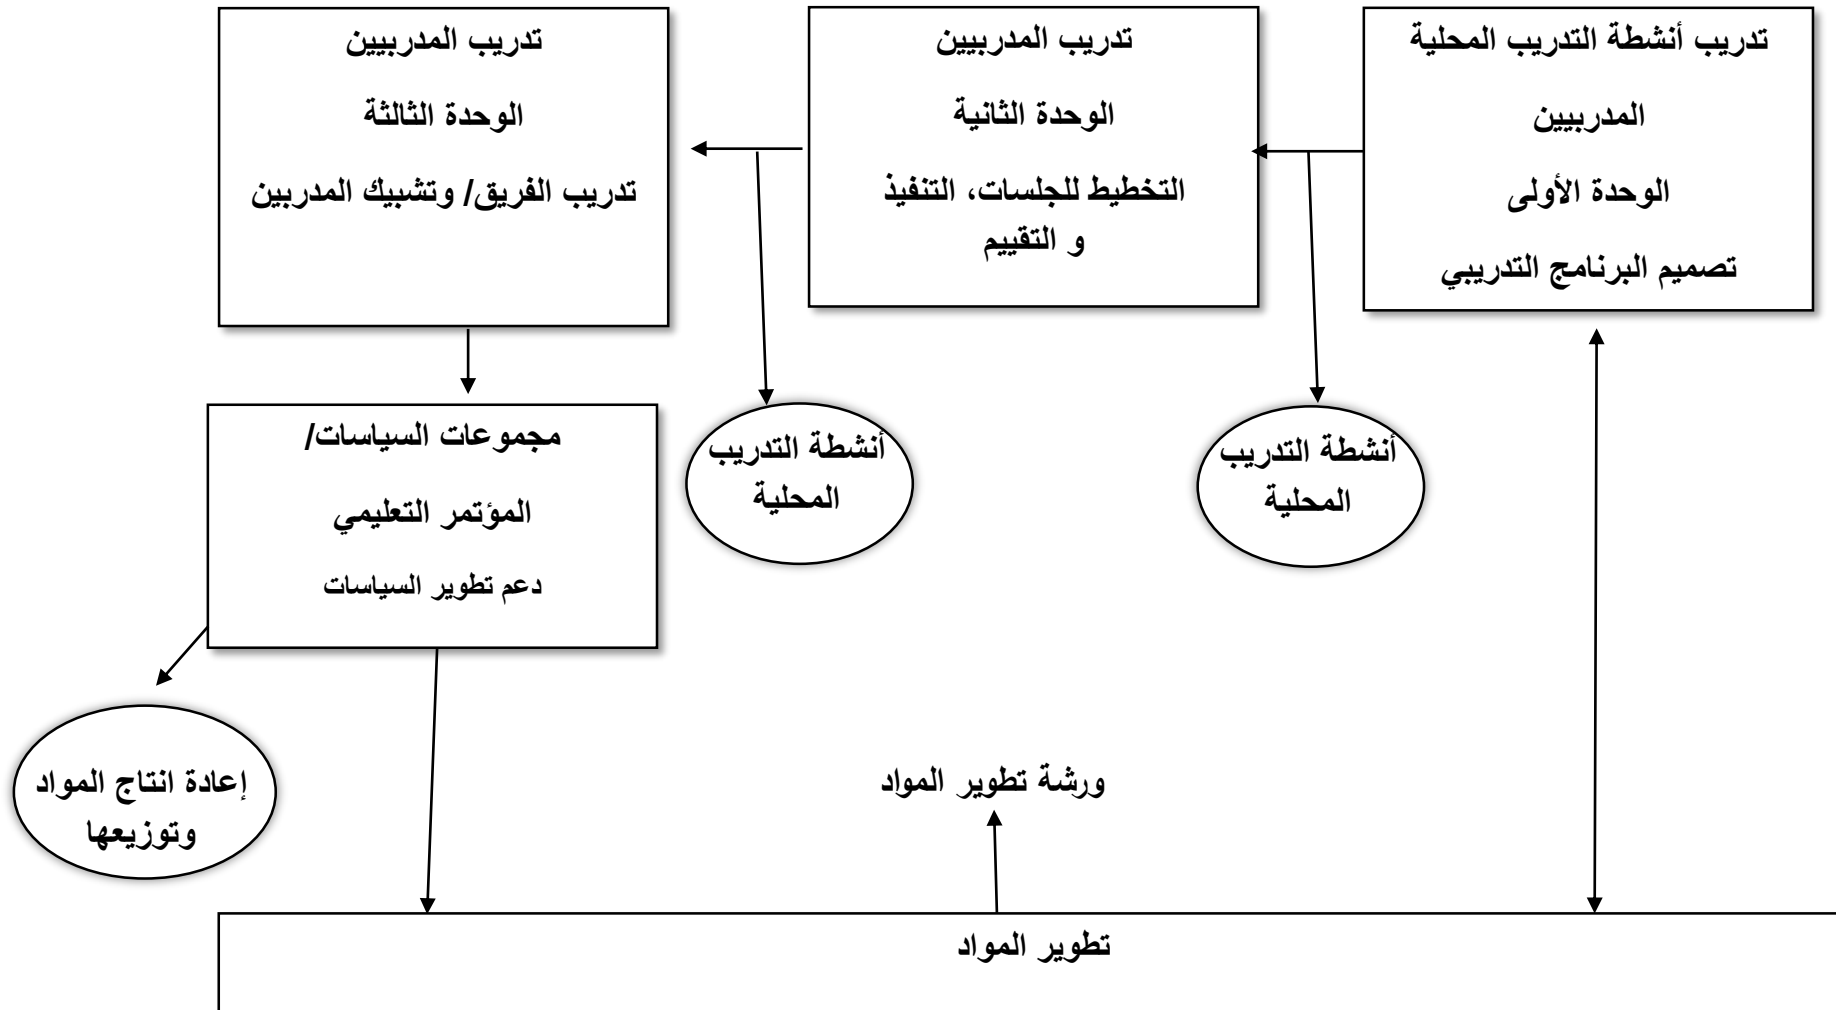 تدريب أنشطة التدريب المحلية
المدربيين
الوحدة الأولى
تصميم البرنامج التدريبي
تدريب المدربيين
الوحدة الثانية
التخطيط للجلسات، التنفيذ
و التقييم
تدريب المدربيين
الوحدة الثالثة
تدريب الفريق/ وتشبيك المدربين
أنشطة التدريب
المحلية
أنشطة التدريب
المحلية
مجموعات السياسات/
المؤتمر التعليمي
دعم تطوير السياسات
إعادة انتاج المواد
وتوزيعها
ورشة تطوير المواد
تطوير المواد